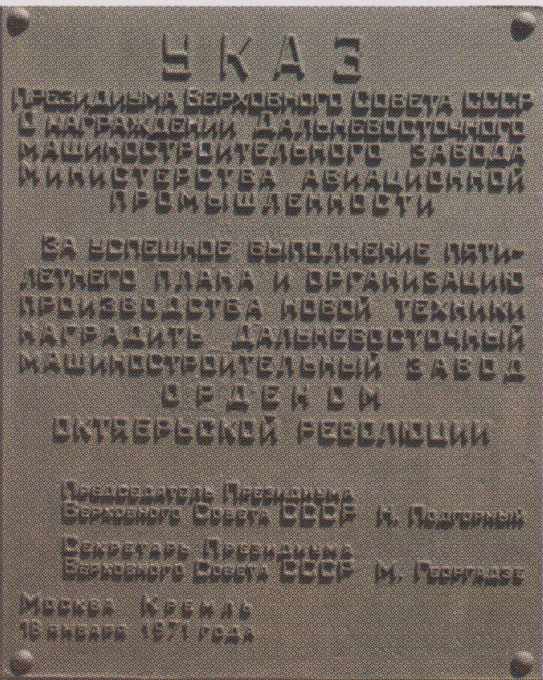 УКАЗ
Президиума Верховного Совета СССР
О награждении Дальневосточного
машиностроительного завода
Министерства авиационной
промышленности
За успешное выполнение пяти-
летнего плана и организацию
производства новой техники
наградить Дальневосточный
машиностроительный завод
орденом
Октябрьской Революции
Председатель Президиума
Верховного Совета СССР Н. Подгорный
Секретарь Президиума
Верховного Совета СССР М. Георгадзе
Москва Кремль
18 января 1971 года